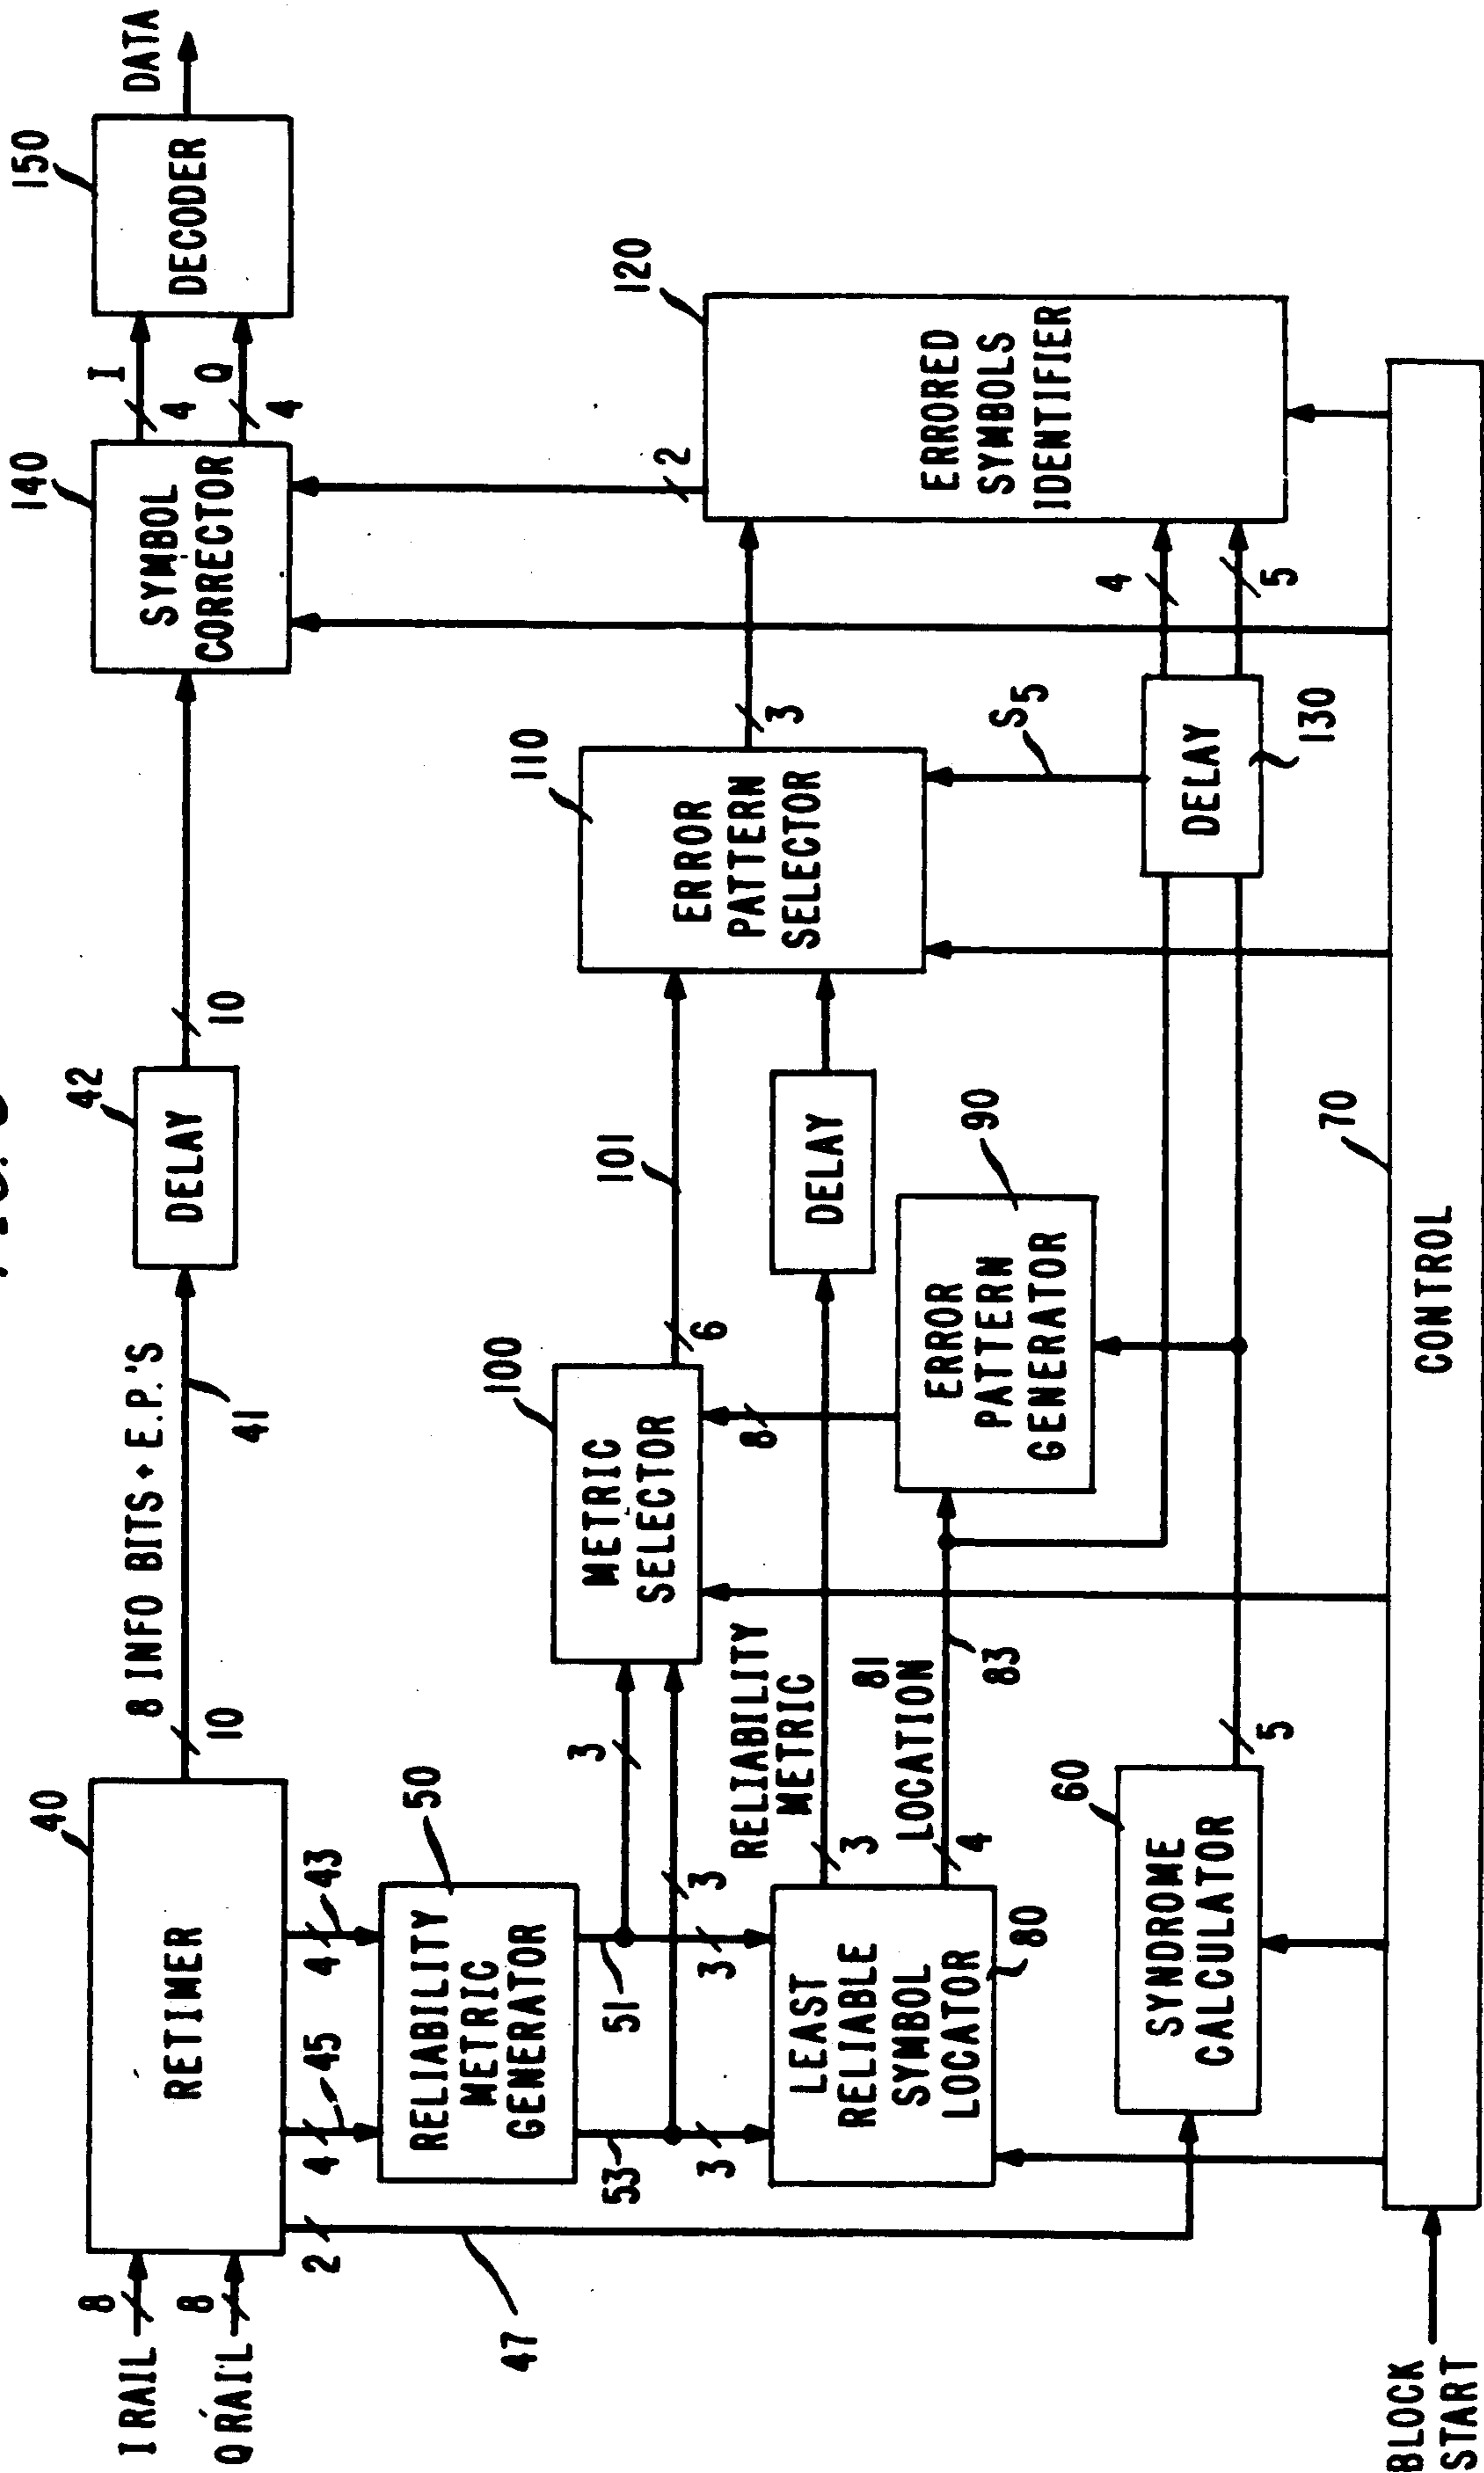 I RAIL
8
Q RAIL
8
40
RETIMER
10
8 INFO BITS + E.P.'S
41
42
DELAY
10
140
SYMBOL
CORRECTOR
I
4
Q
4
150
DECODER
DATA
2
47
4
45
4
43
50
RELIABILITY
METRIC
GENERATOR
53
51
3
3
3
3
100
METRIC
SELECTOR
6
101
8
110
ERROR
PATTERN
SELECTOR
3
120
ERRORED
SYMBOLS
IDENTIFIER
2
LEAST
RELIABLE
SYMBOL
LOCATOR
80
3
RELIABILITY
METRIC
81
LOCATION
4
83
DELAY
90
ERROR
PATTERN
GENERATOR
S5
DELAY
130
4
5
60
SYNDROME
CALCULATOR
5
70
CONTROL
BLOCK
START